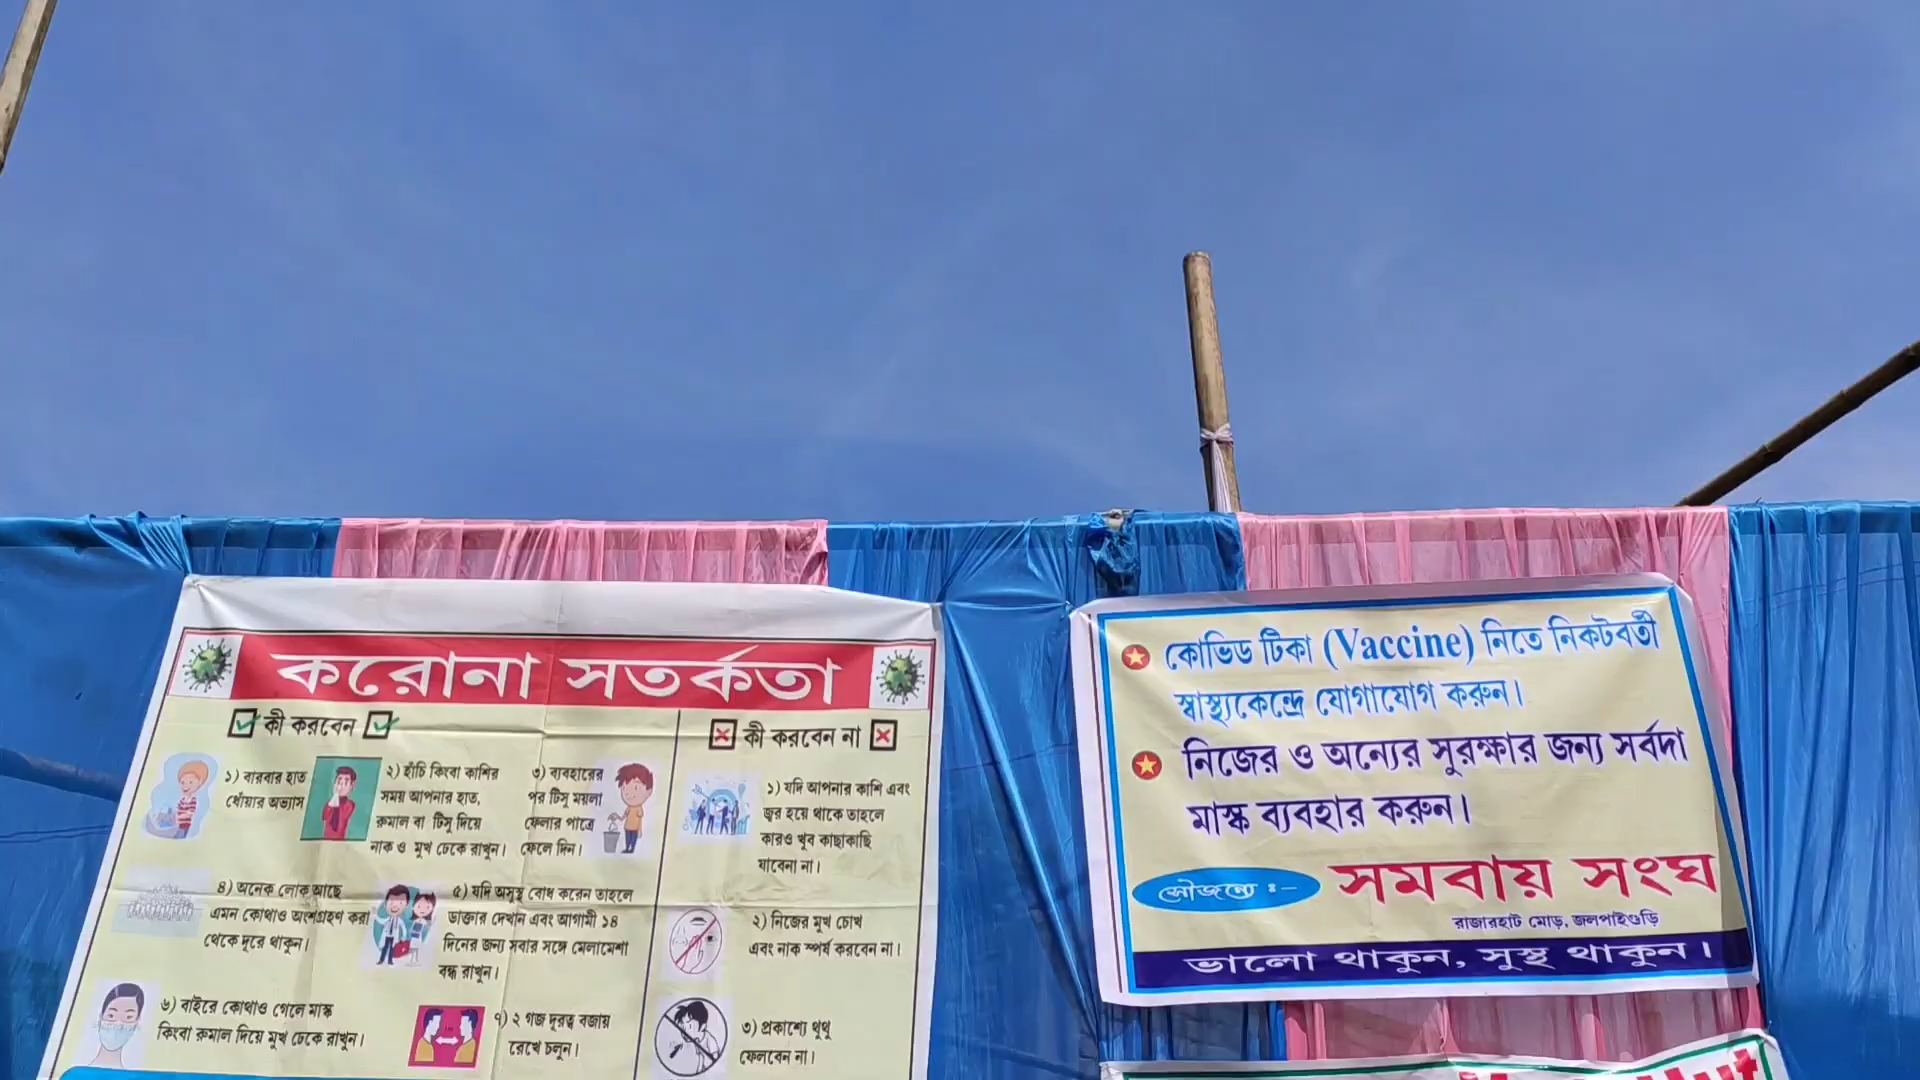 করোনা সতর্কতা
কী করবেন
১) বারবার হাত
ধোঁয়ার অভ্যাস
২) হাঁচি কিংবা কাশির
সময় আপনার হাত,
রুমাল বা টিসু দিয়ে
নাক ও মুখ ঢেকে রাখুন।
৩) ব্যবহারের
পর টিসু ময়লা
ফেলার পাত্রে
ফেলে দিন।
৪) অনেক লোক আছে
এমন কোথাও অংশগ্রহণ করা
থেকে দূরে থাকুন।
৫) যদি অসুস্থ বোধ করেন তাহলে
ডাক্তার দেখান এবং আগামী ১৪
দিনের জন্য সবার সঙ্গে মেলামেশা
বন্ধ রাখুন।
৬) বাইরে কোথাও গেলে মাস্ক
কিংবা রুমাল দিয়ে মুখ ঢেকে রাখুন।
৭) ২ গজ দূরত্ব বজায়
রেখে চলুন।
কী করবেন না
১) যদি আপনার কাশি এবং
জ্বর হয়ে থাকে তাহলে
কারও খুব কাছাকাছি
যাবেনা না।
২) নিজের মুখ চোখ
এবং নাক স্পর্ষ করবেন না।
৩) প্রকাশ্যে থুথু
ফেলবেন না।
কোভিড টিকা (Vaccine) নিতে নিকটবর্তী
স্বাস্থ্যকেন্দ্রে যোগাযোগ করুন।
নিজের ও অন্যের সুরক্ষার জন্য সর্বদা
মাস্ক ব্যবহার করুন।
সৌজন্যে ঃ-
সমবায় সংঘ
রাজারহাট মোড়, জলপাইগুড়ি
ভালো থাকুন, সুস্থ থাকুন।